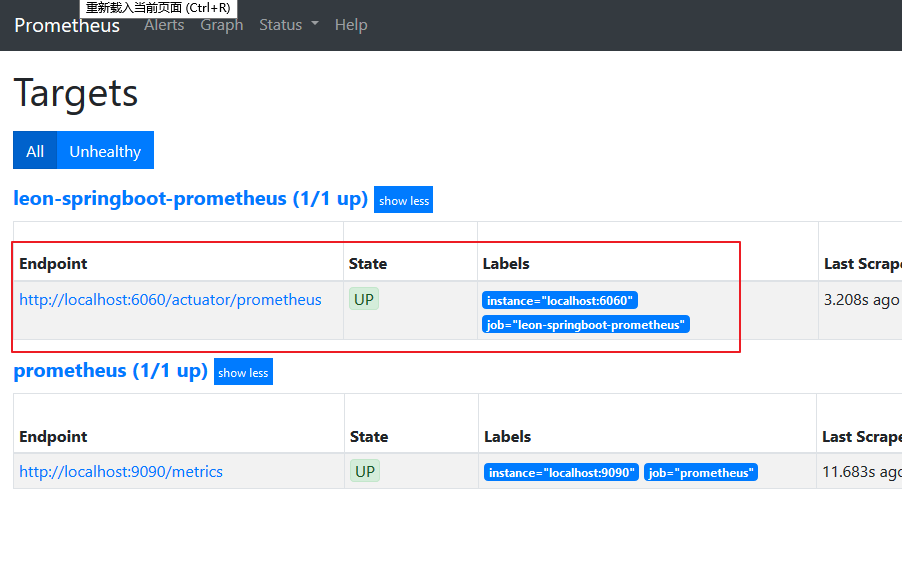 重新载入当前页面 (Ctrl+R)
Prometheus Alerts Graph Status Help
Targets
All Unhealthy
leon-springboot-prometheus (1/1 up) show less
Endpoint State Labels Last Scrape
http://localhost:6060/actuator/prometheus UP instance="localhost:6060" 3.208s ago
job="leon-springboot-prometheus"
prometheus (1/1 up) show less
Endpoint State Labels Last Scrape
http://localhost:9090/metrics UP instance="localhost:9090" job="prometheus" 11.683s ago